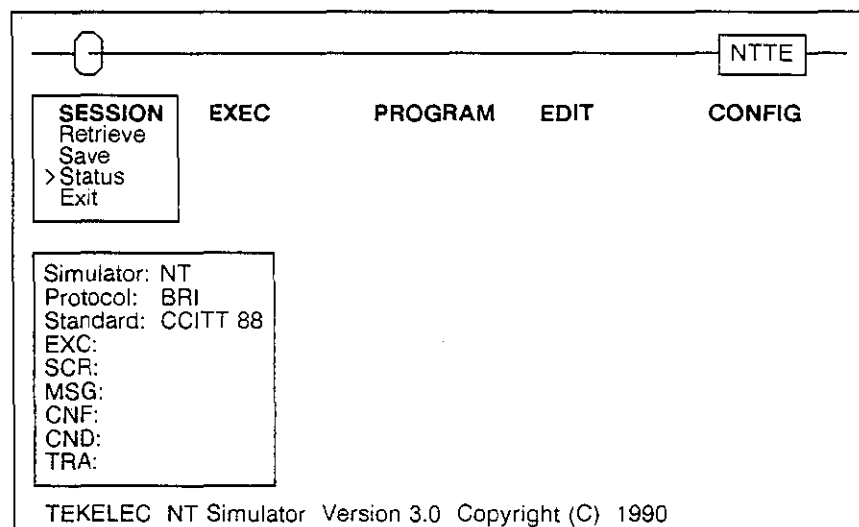 NTTE
SESSION EXEC PROGRAM EDIT CONFIG
Retrieve
Save
>Status
Exit
Simulator: NT
Protocol: BRI
Standard: CCITT 88
EXC:
SCR:
MSG:
CNF:
CND:
TRA:
TEKELEC NT Simulator Version 3.0 Copyright (C) 1990